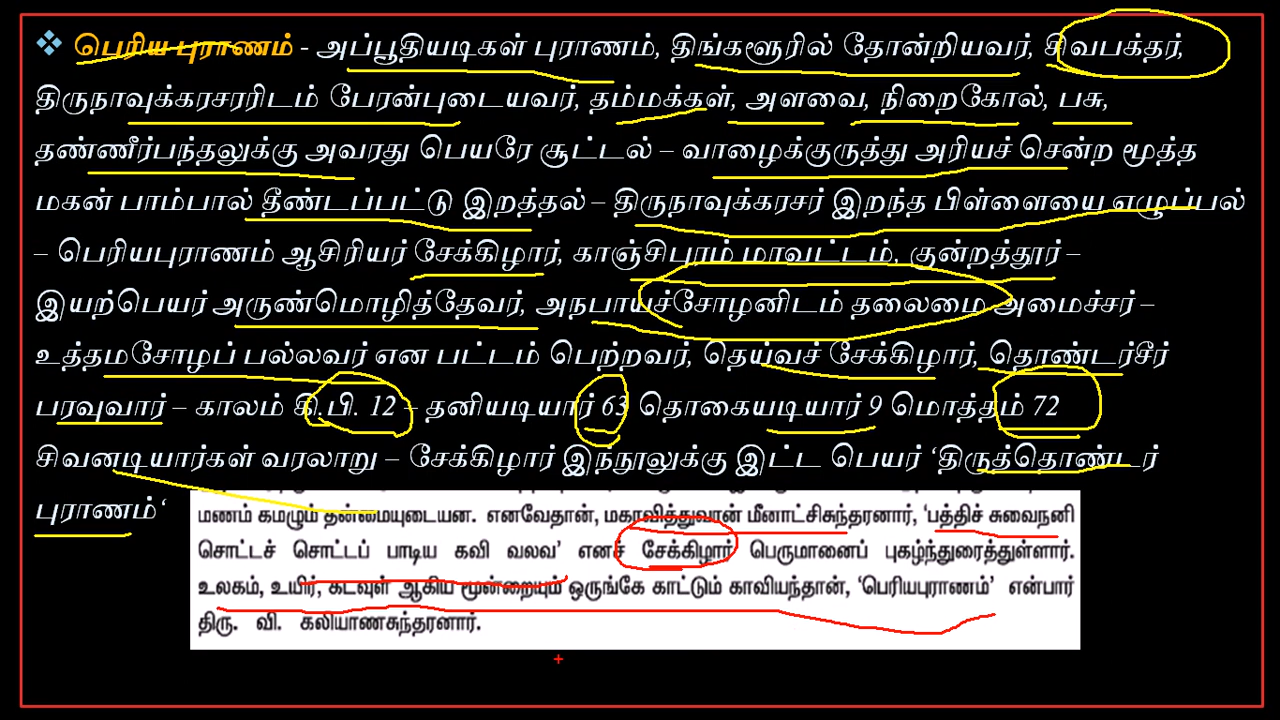 பெரிய புராணம் - அப்பூதியடிகள் புராணம், திங்களூரில் தோன்றியவர், சிவபக்தர்,
திருநாவுக்கரசரரிடம் பேரன்புடையவர், தம்மக்கள், அளவை, நிறைகோல், பசு,
தண்ணீர்பந்தலுக்கு அவரது பெயரே சூட்டல் – வாழைக்குருத்து அரியச் சென்ற மூத்த
மகன் பாம்பால் தீண்டப்பட்டு இறத்தல் – திருநாவுக்கரசர் இறந்த பிள்ளையை எழுப்பல்
– பெரியபுராணம் ஆசிரியர் சேக்கிழார், காஞ்சிபுரம் மாவட்டம், குன்றத்தூர் –
இயற்பெயர் அருண்மொழித்தேவர், அநபாயச்சோழனிடம் தலைமை அமைச்சர் –
உத்தமசோழப் பல்லவர் என பட்டம் பெற்றவர், தெய்வச் சேக்கிழார், தொண்டர்சீர்
பரவுவார் – காலம் கி.பி. 12 – தனியடியார் 63 தொகையடியார் 9 மொத்தம் 72
சிவனடியார்கள் வரலாறு – சேக்கிழார் இந்நூலுக்கு இட்ட பெயர் ‘திருத்தொண்டர்
புராணம்‘
மணம் கமழும் தன்மையுடையன. எனவேதான், மகாவித்துவான் மீனாட்சிசுந்தரனார், ‘பத்திச் சுவைநனி
சொட்டச் சொட்டப் பாடிய கவி வலவ’ எனச் சேக்கிழார் பெருமானைப் புகழ்ந்துரைத்துள்ளார்.
உலகம், உயிர், கடவுள் ஆகிய மூன்றையும் ஒருங்கே காட்டும் காவியந்தான், ‘பெரியபுராணம்’ என்பார்
திரு. வி. கலியாணசுந்தரனார்.